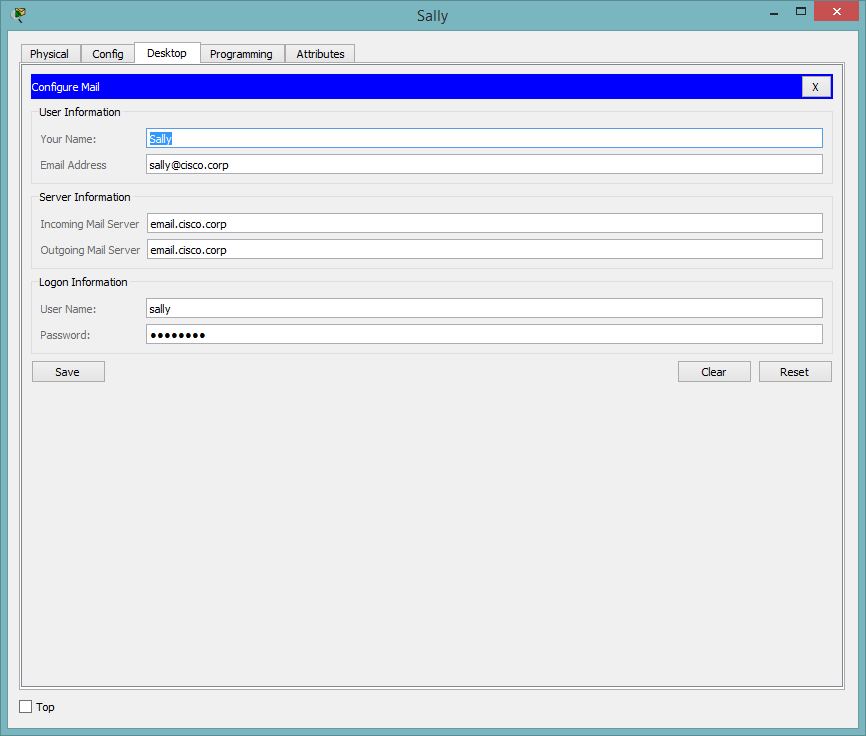 Sally
Physical Config Desktop Programming Attributes
Configure Mail X
User Information
Your Name: Sally
Email Address sally@cisco.corp
Server Information
Incoming Mail Server email.cisco.corp
Outgoing Mail Server email.cisco.corp
Logon Information
User Name: sally
Password: ••••••••
Save Clear Reset
Top